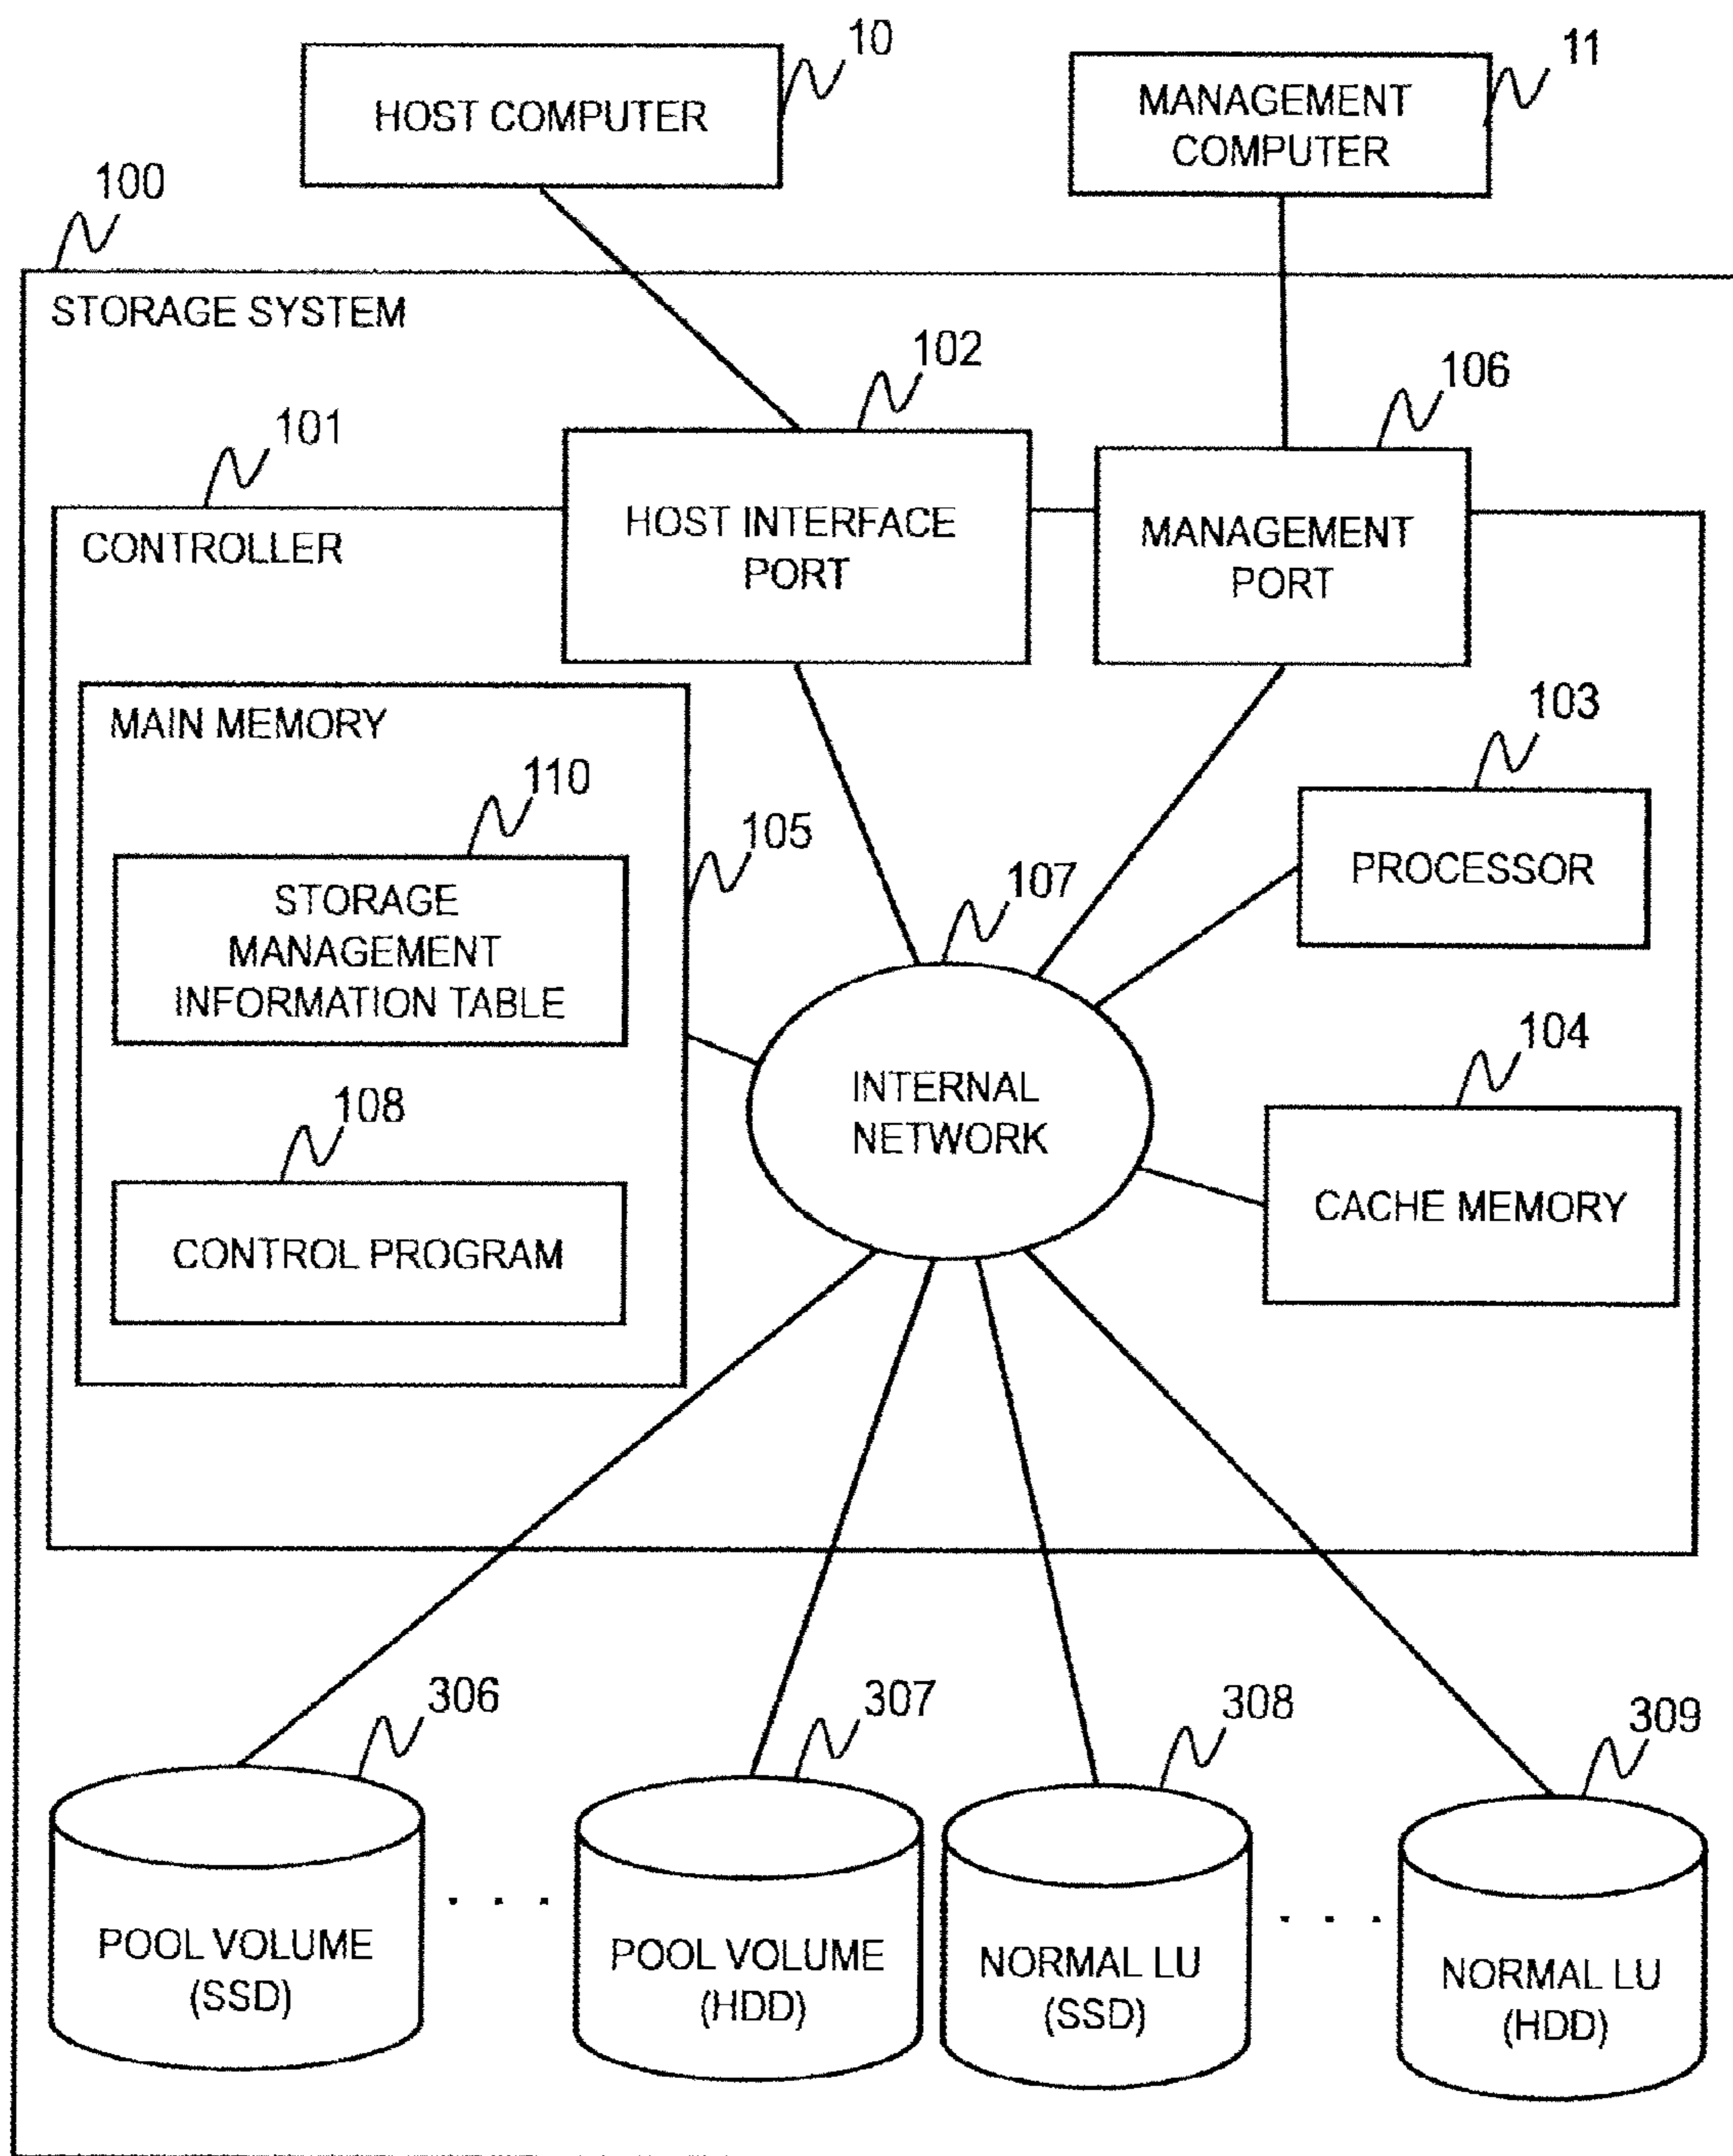 10
HOST COMPUTER
11
MANAGEMENT
COMPUTER
100
STORAGE SYSTEM
102
106
101
CONTROLLER
HOST INTERFACE
PORT
MANAGEMENT
PORT
MAIN MEMORY
103
PROCESSOR
110
105
STORAGE
MANAGEMENT
INFORMATION TABLE
107
INTERNAL
NETWORK
104
CACHE MEMORY
108
CONTROL PROGRAM
306
307
308
309
POOL VOLUME
(SSD)
. . .
POOL VOLUME
(HDD)
NORMAL LU
(SSD)
. . .
NORMAL LU
(HDD)